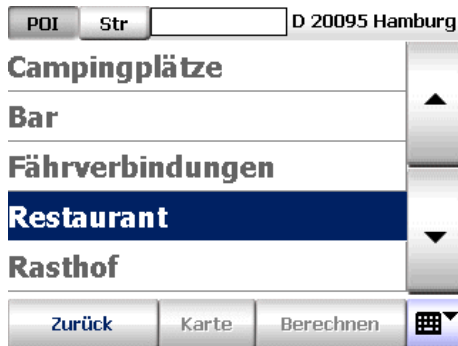 POI Str D 20095 Hamburg
Campingplätze
Bar
Fährverbindungen
Restaurant
Rasthof
Zurück Karte Berechnen